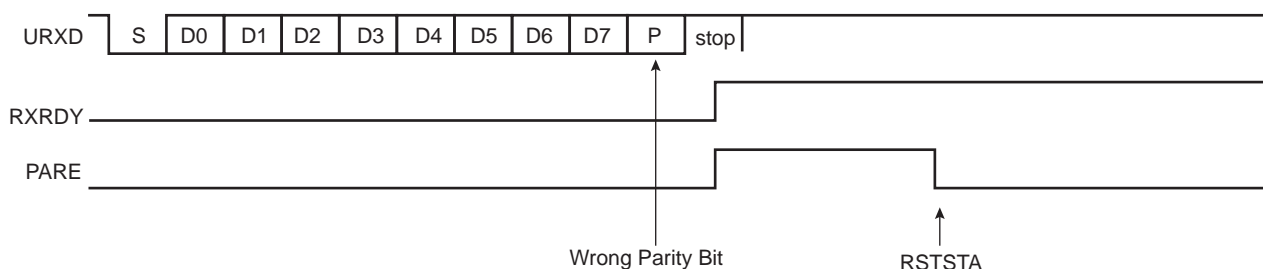 URXD S D0 D1 D2 D3 D4 D5 D6 D7 P stop
RXRDY
PARE
Wrong Parity Bit RSTSTA